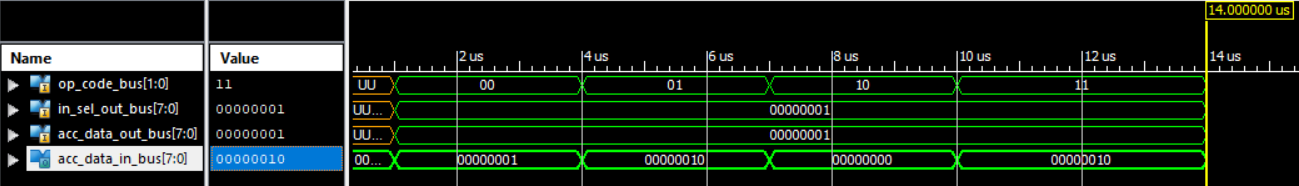 14.000000 us
Name Value 2 us 4 us 6 us 8 us 10 us 12 us 14 us
op_code_bus[1:0] 11 UU 00 01 10 11
in_sel_out_bus[7:0] 00000001 UU... 00000001
acc_data_out_bus[7:0] 00000001 UU... 00000001
acc_data_in_bus[7:0] 00000010 00... 00000001 00000010 00000000 00000010